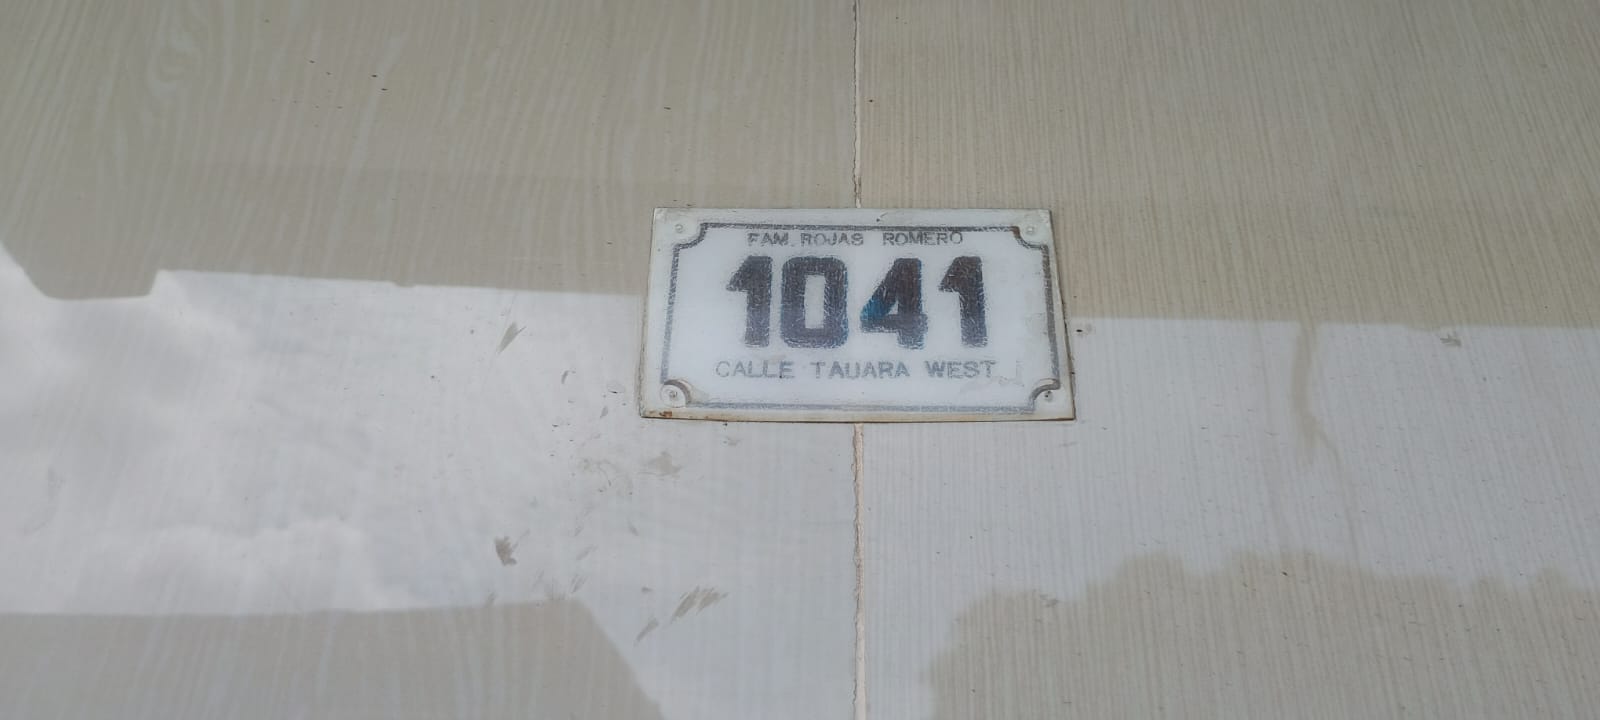 FAM. ROJAS ROMERO
1041
CALLE TAUARA WEST